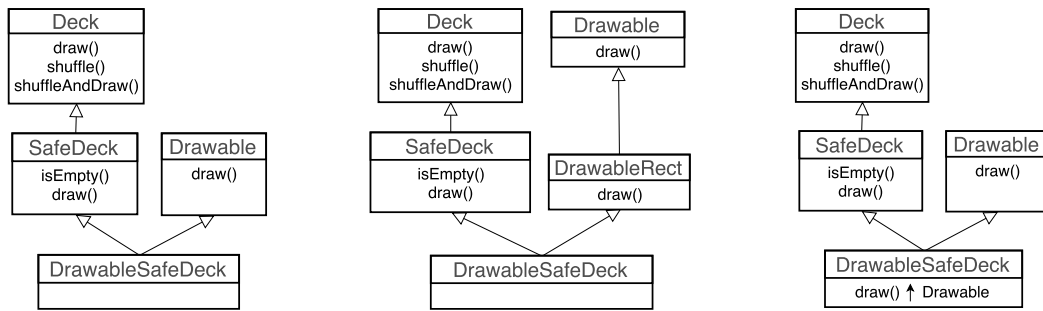 Deck
draw()
shuffle()
shuffleAndDraw()
SafeDeck
isEmpty()
draw()
Drawable
draw()
DrawableSafeDeck
Deck
draw()
shuffle()
shuffleAndDraw()
Drawable
draw()
SafeDeck
isEmpty()
draw()
DrawableRect
draw()
DrawableSafeDeck
Deck
draw()
shuffle()
shuffleAndDraw()
SafeDeck
isEmpty()
draw()
Drawable
draw()
DrawableSafeDeck
draw() ↑ Drawable